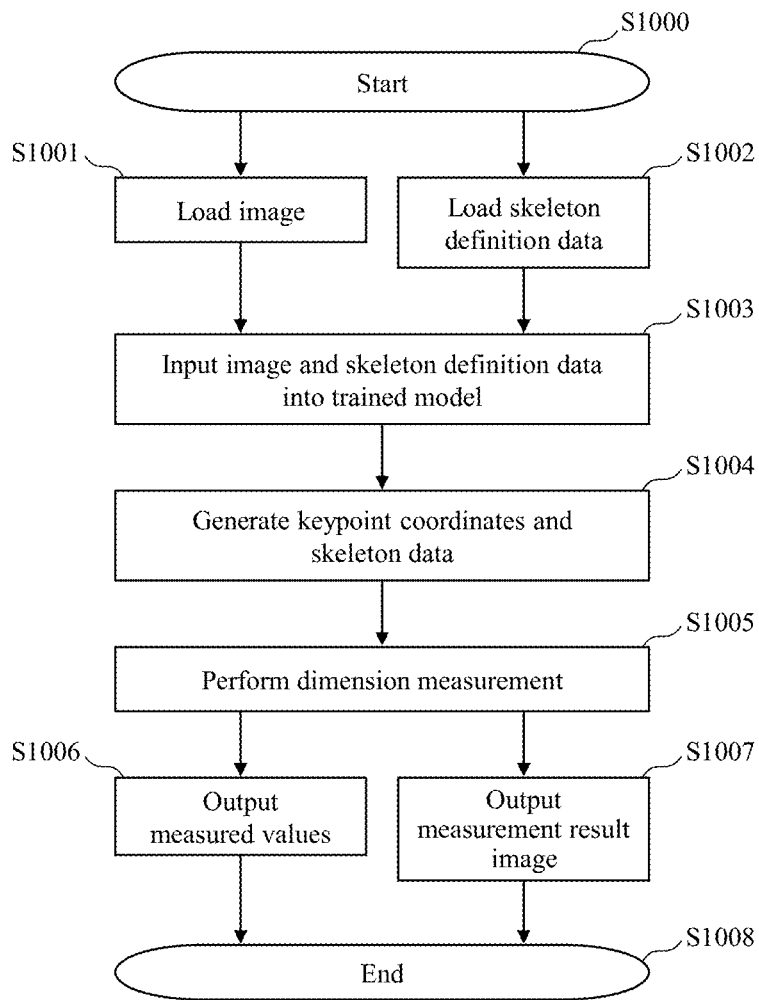 S1000
Start
S1001
Load image
S1002
Load skeleton
definition data
S1003
Input image and skeleton definition data
into trained model
S1004
Generate keypoint coordinates and
skeleton data
S1005
Perform dimension measurement
S1006
Output
measured values
S1007
Output
measurement result
image
S1008
End